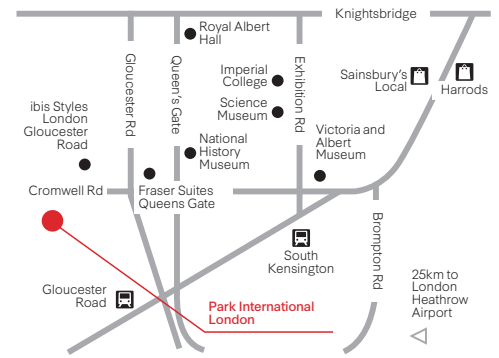 Knightsbridge
Royal Albert
Hall
Gloucester Rd
Queen's Gate
Exhibition Rd
Imperial
College
Science
Museum
Sainsbury's
Local
Harrods
ibis Styles
London
Gloucester
Road
National
History
Museum
Victoria and
Albert
Museum
Cromwell Rd
Fraser Suites
Queens Gate
Brompton Rd
South
Kensington
Gloucester
Road
Park International
London
25km to
London
Heathrow
Airport